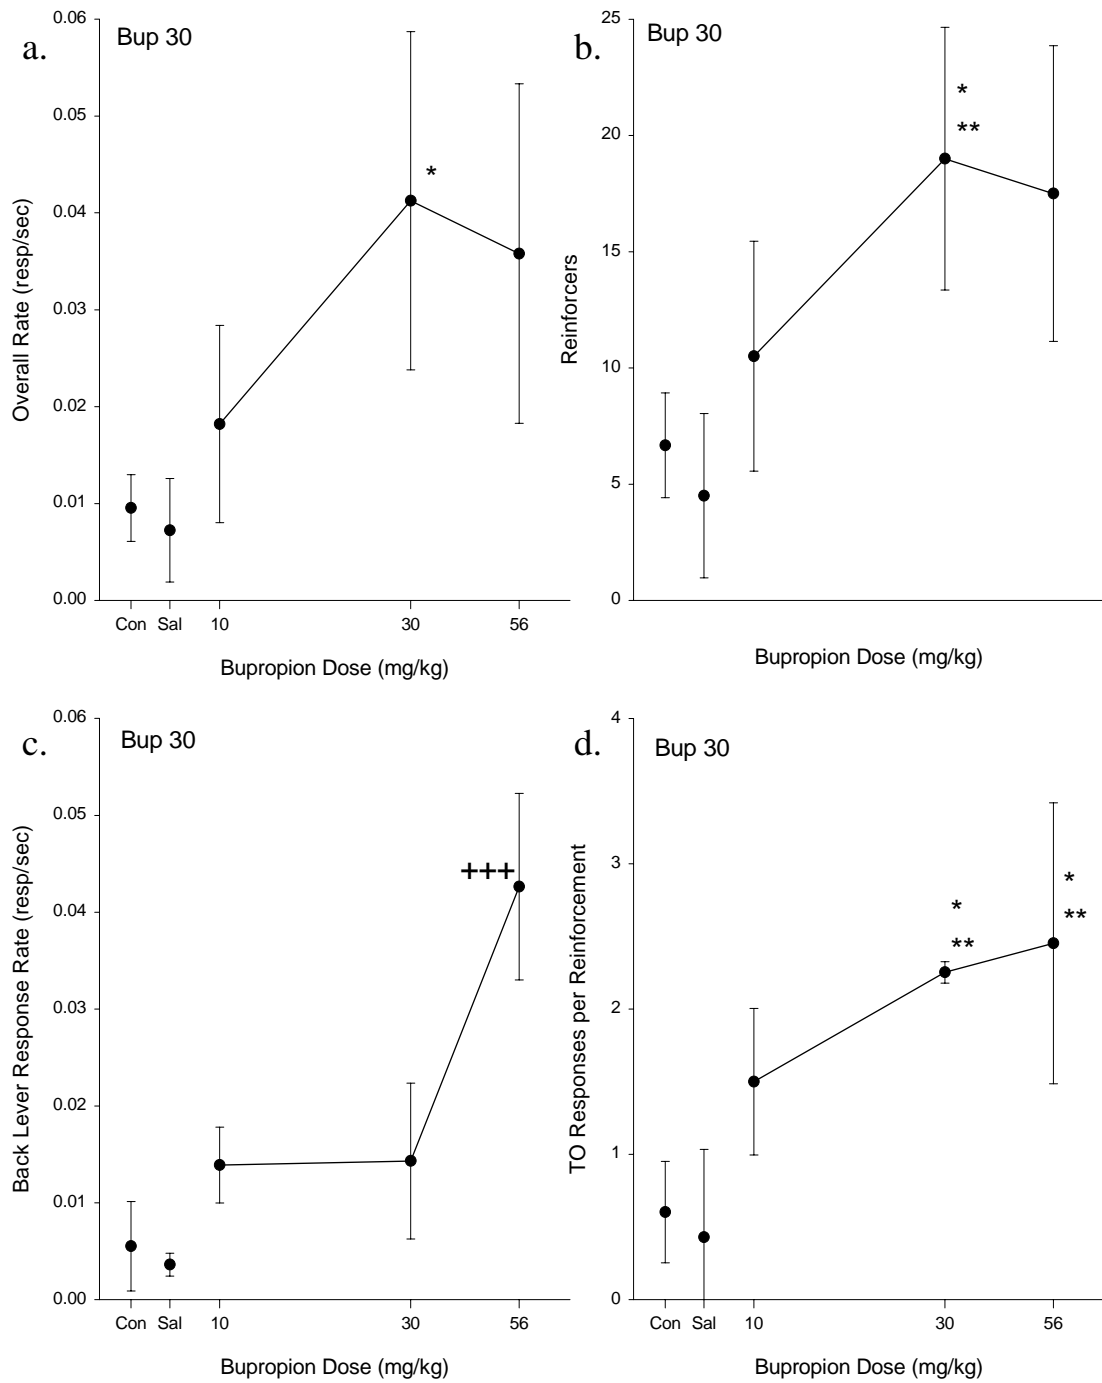 a.
Bup 30
0.06
0.05
0.04
0.03
0.02
0.01
0.00
Overall Rate (resp/sec)
*
Con Sal 10 30 56
Bupropion Dose (mg/kg)
b.
Bup 30
25
20
15
10
5
0
Reinforcers
*
**
Bupropion Dose (mg/kg)
c.
Bup 30
0.06
0.05
0.04
0.03
0.02
0.01
0.00
Back Lever Response Rate (resp/sec)
+++
Con Sal 10 30 56
Bupropion Dose (mg/kg)
d.
Bup 30
4
3
2
1
0
TO Responses per Reinforcement
*
**
*
**
Con Sal 10 30 56
Bupropion Dose (mg/kg)